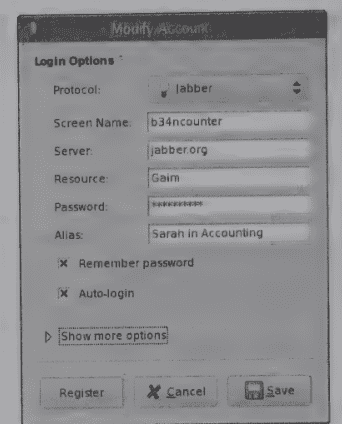 Modify Account
Login Options
Protocol: Jabber
Screen Name: b34ncounter
Server: jabber.org
Resource: Gaim
Password: **********
Alias: Sarah in Accounting
Remember password
Auto-login
Show more options
Register Cancel Save